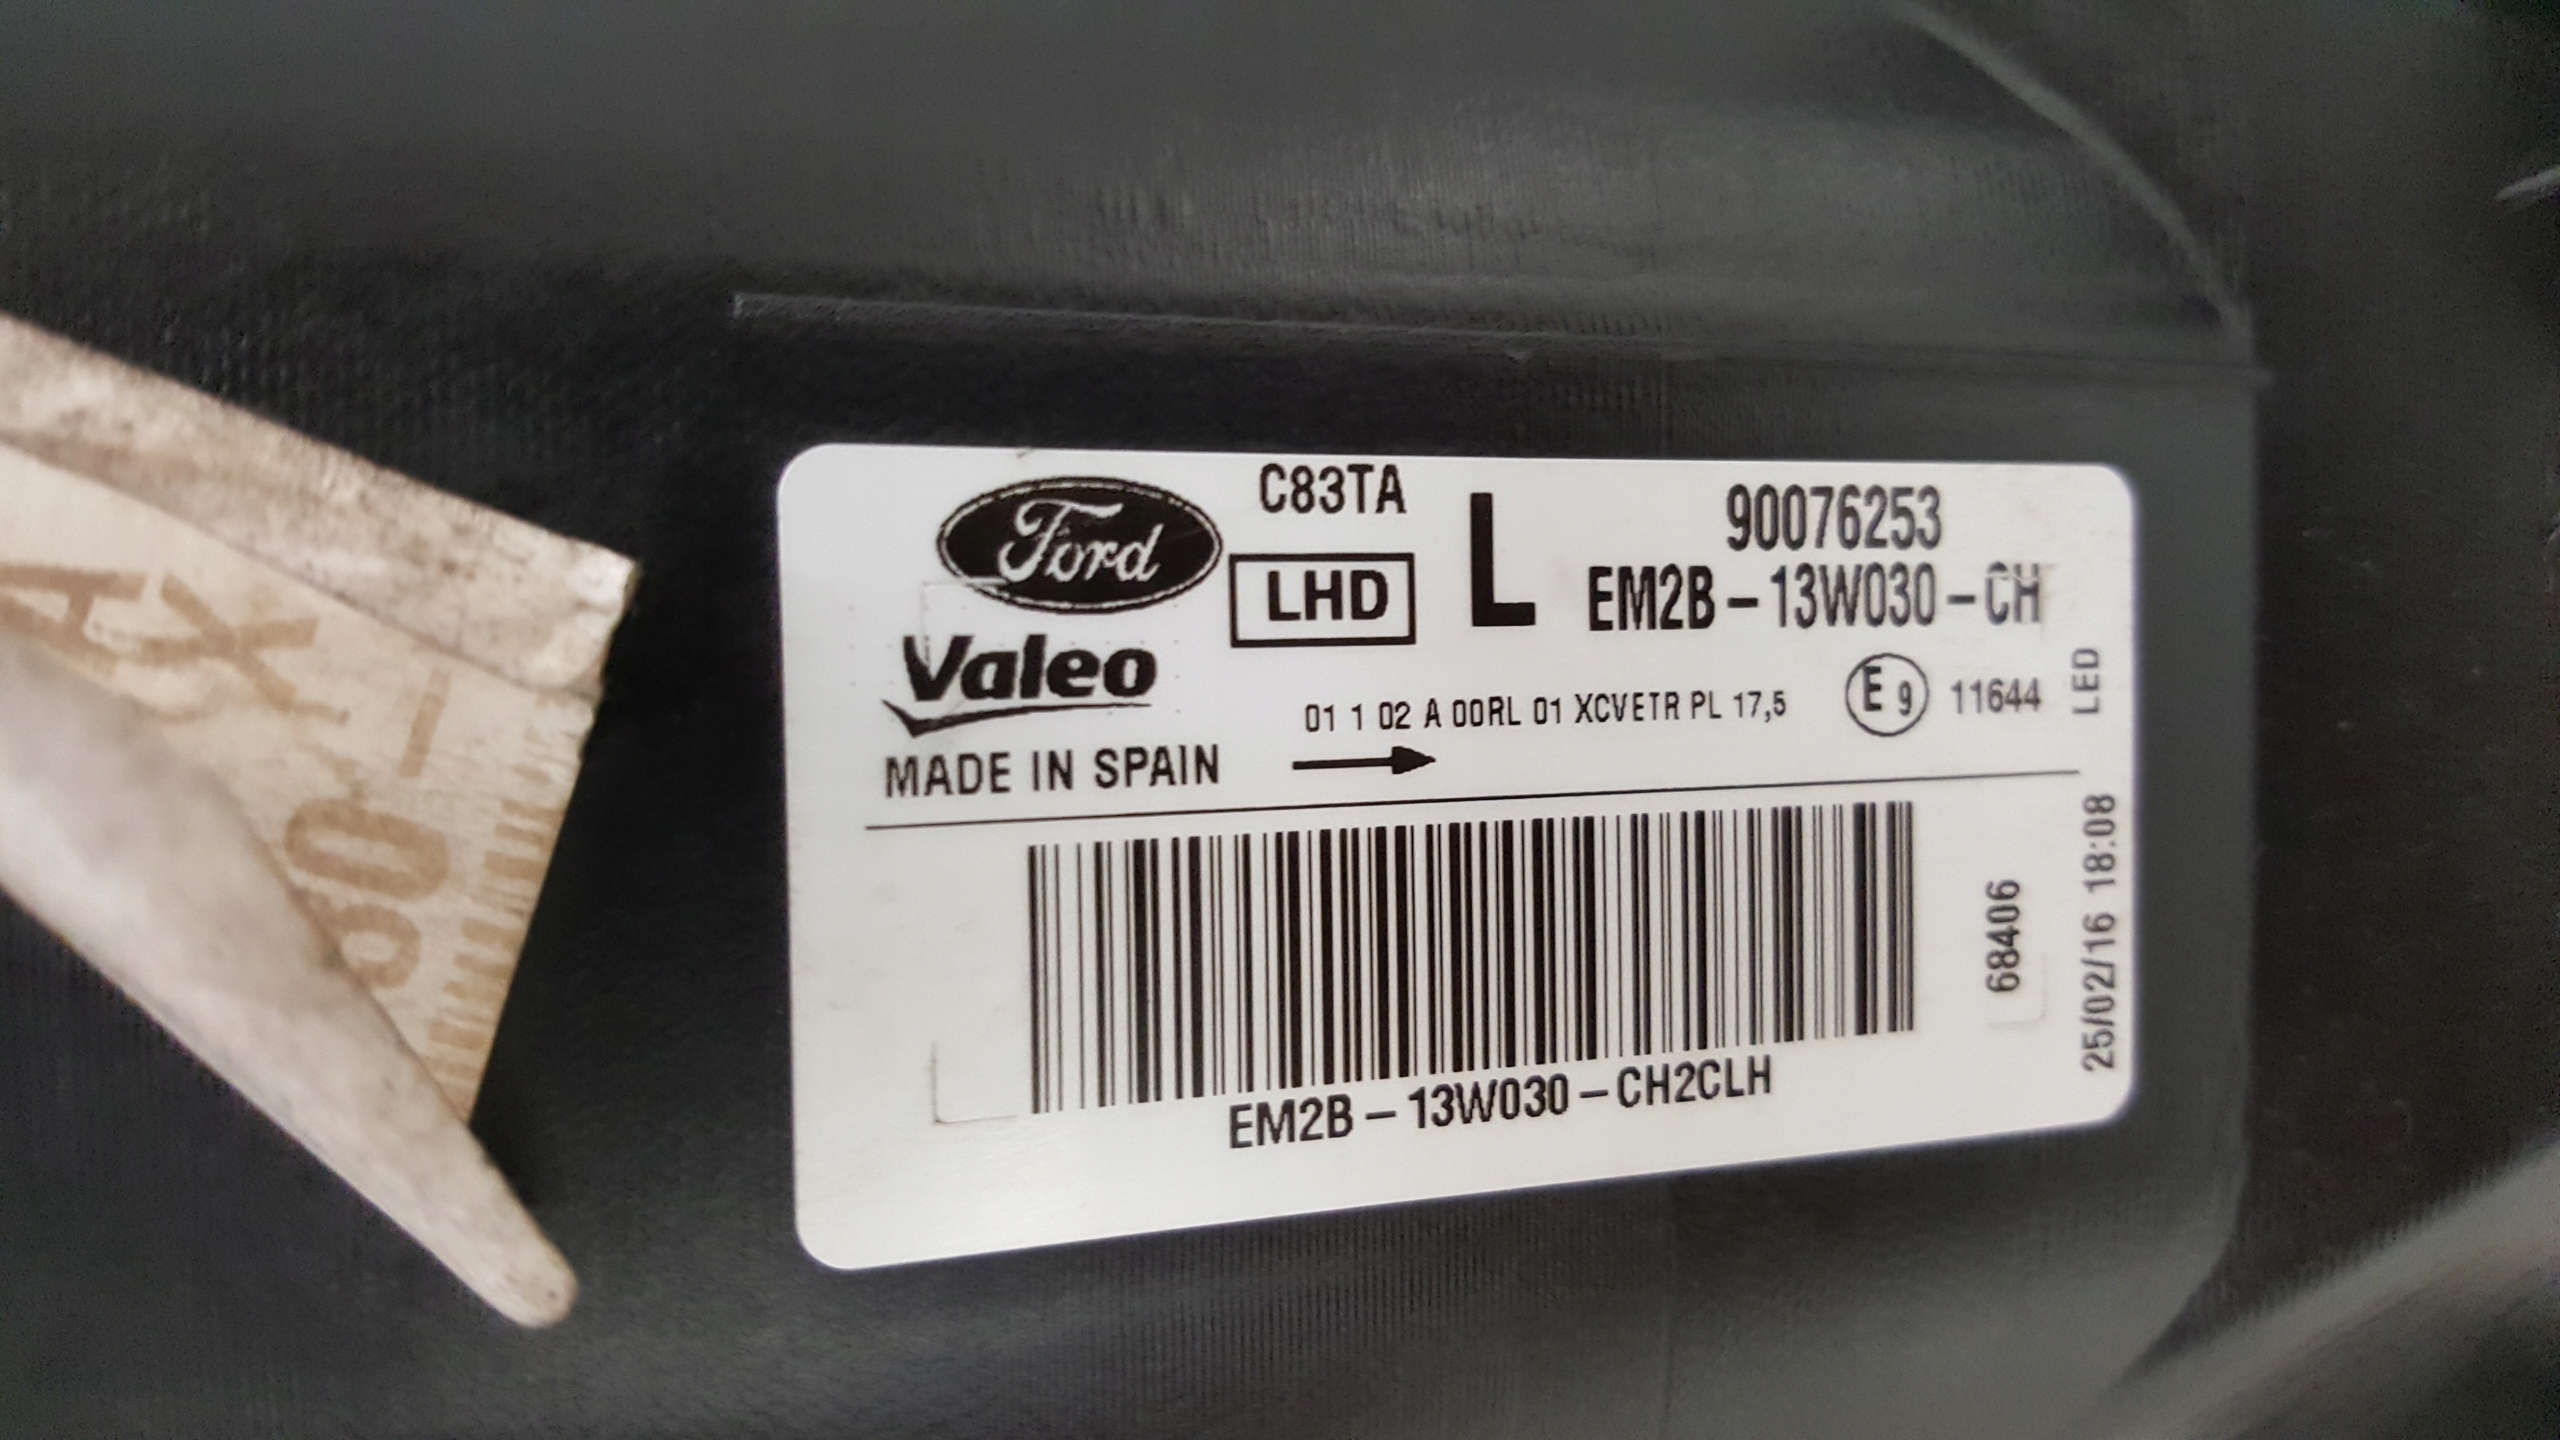 Ford
C83TA
LHD
L
90076253
EM2B-13W030-CH
Valeo
MADE IN SPAIN
01 1 02 A 00RL 01 XCVETR PL 17,5
E9 11644
LED
68406
25/02/16 18:08
EM2B-13W030-CH2CLH
AX-